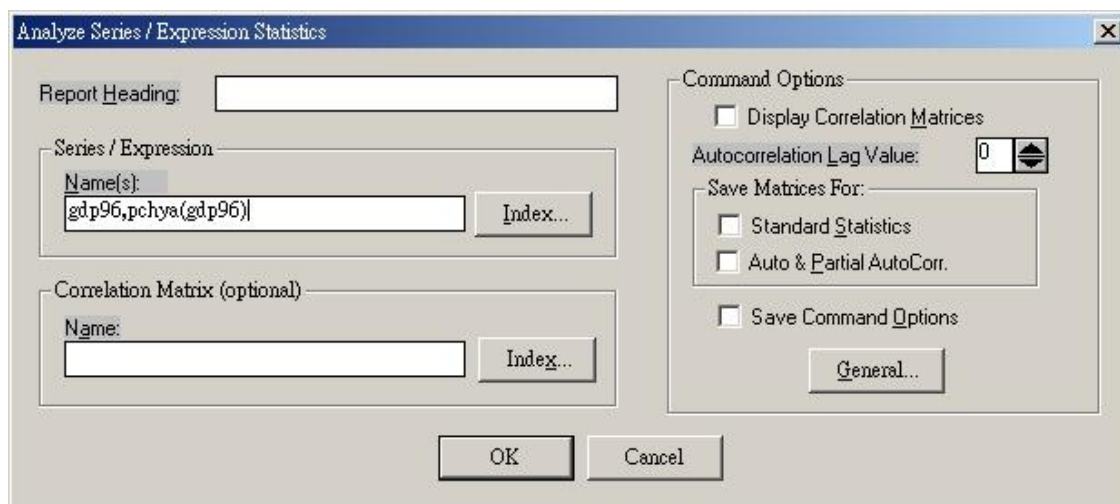 Analyze Series / Expression Statistics
Report Heading:
Series / Expression
Name(s):
gdp96,pchya(gdp96)
Index...
Correlation Matrix (optional)
Name:
Index...
Command Options
Display Correlation Matrices
Autocorrelation Lag Value:
0
Save Matrices For:
Standard Statistics
Auto & Partial AutoCorr.
Save Command Options
General...
OK
Cancel